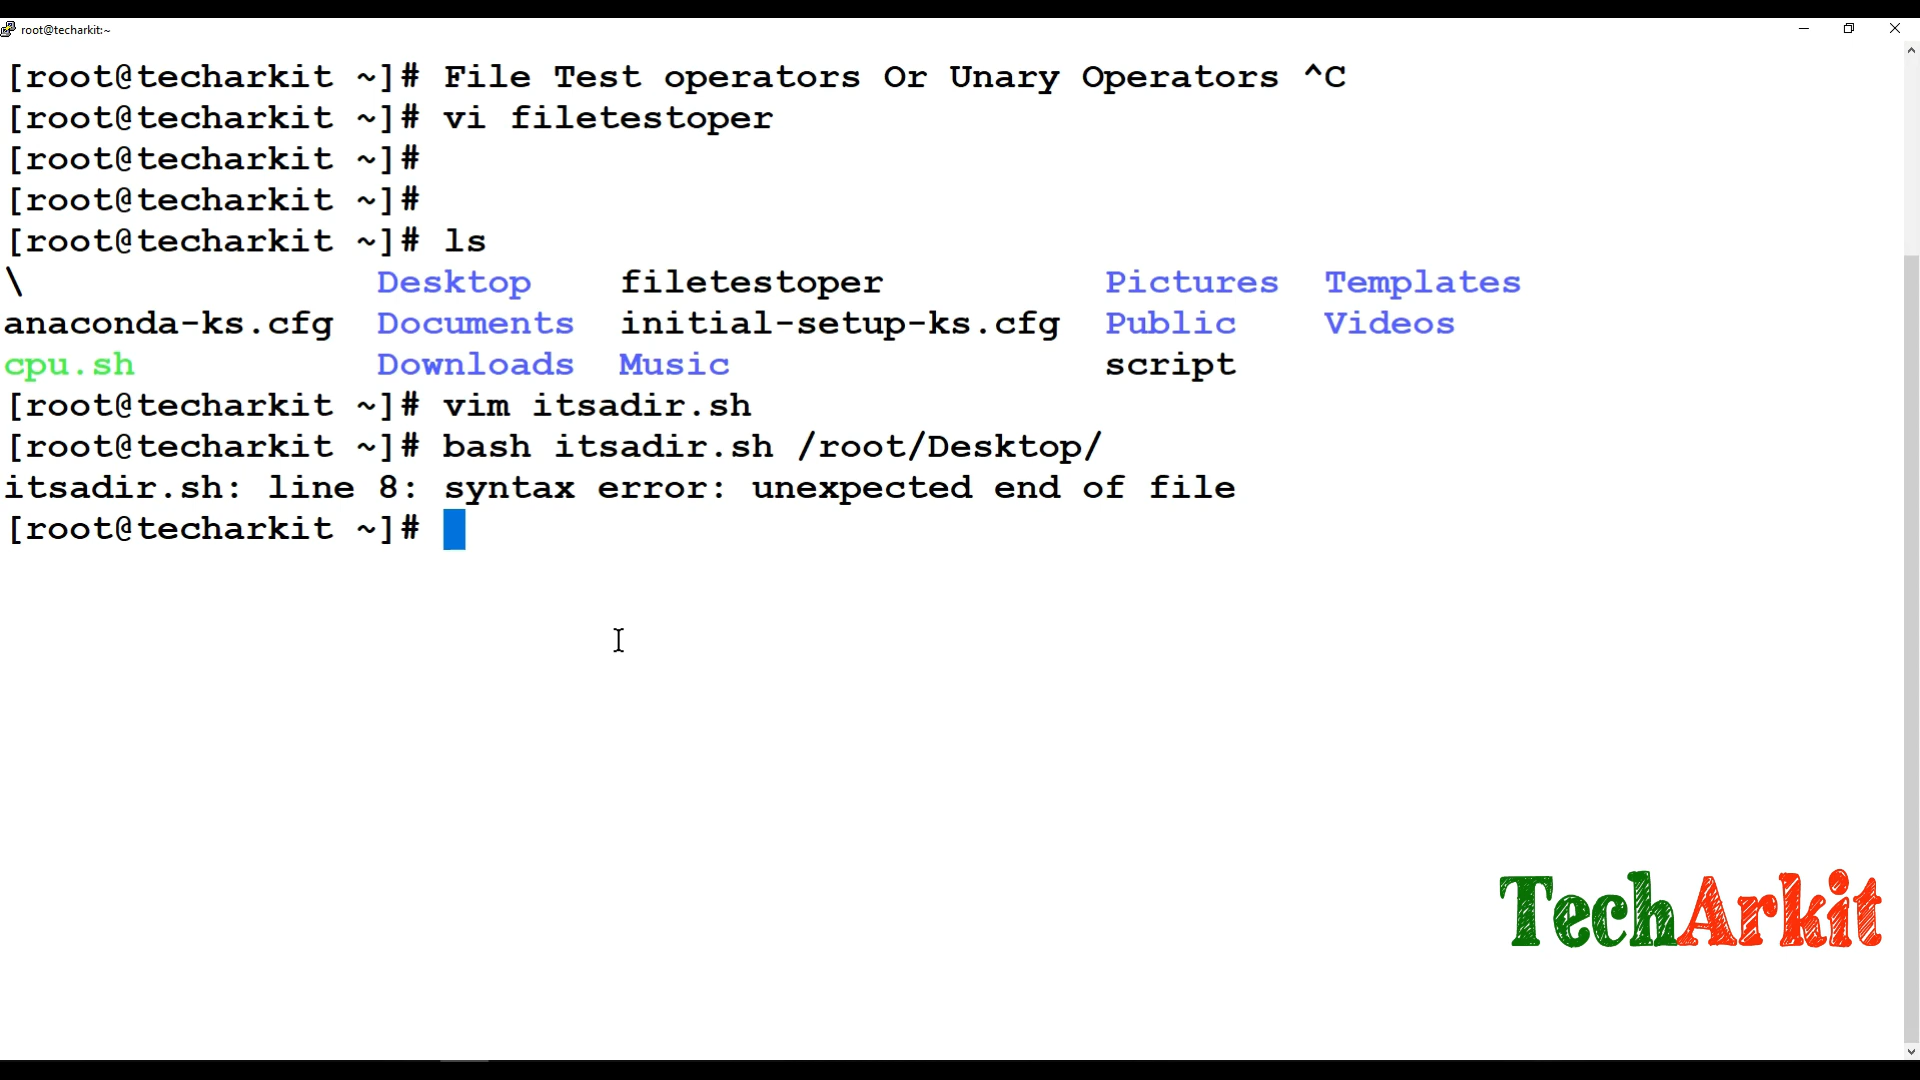 root@techarkit:~
[root@techarkit ~]# File Test operators Or Unary Operators ^C
[root@techarkit ~]# vi filetestoper
[root@techarkit ~]#
[root@techarkit ~]#
[root@techarkit ~]# ls
\ Desktop filetestoper Pictures Templates
anaconda-ks.cfg Documents initial-setup-ks.cfg Public Videos
cpu.sh Downloads Music script
[root@techarkit ~]# vim itsadir.sh
[root@techarkit ~]# bash itsadir.sh /root/Desktop/
itsadir.sh: line 8: syntax error: unexpected end of file
[root@techarkit ~]#
TechArkit